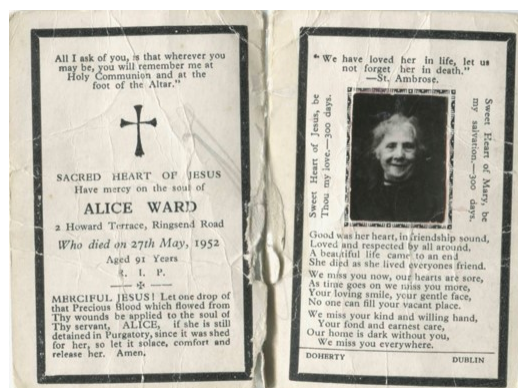 All I ask of you, is that wherever you
may be, you will remember me at
Holy Communion and at the
foot of the Altar."
SACRED HEART OF JESUS
Have mercy on the soul of
ALICE WARD
2 Howard Terrace, Ringsend Road
Who died on 27th May, 1952
Aged 91 Years
R. I. P.
MERCIFUL JESUS! Let one drop of
that Precious Blood which flowed from
Thy wounds be applied to the soul of
Thy servant, ALICE, if she is still
detained in Purgatory, since it was shed
for her, so let it solace, comfort and
release her. Amen.
"We have loved her in life, let us
not forget her in death."
—St. Ambrose.
Sweet Heart of Jesus, be
Thou my love.—300 days.
Sweet Heart of Mary, be
my salvation.—300 days.
Good was her heart, in friendship sound,
Loved and respected by all around,
A beautiful life came to an end
She died as she lived everyones friend.
We miss you now, our hearts are sore,
As time goes on we miss you more,
Your loving smile, your gentle face,
No one can fill your vacant place.
We miss your kind and willing hand,
Your fond and earnest care,
Our home is dark without you,
We miss you everywhere.
DOHERTY DUBLIN